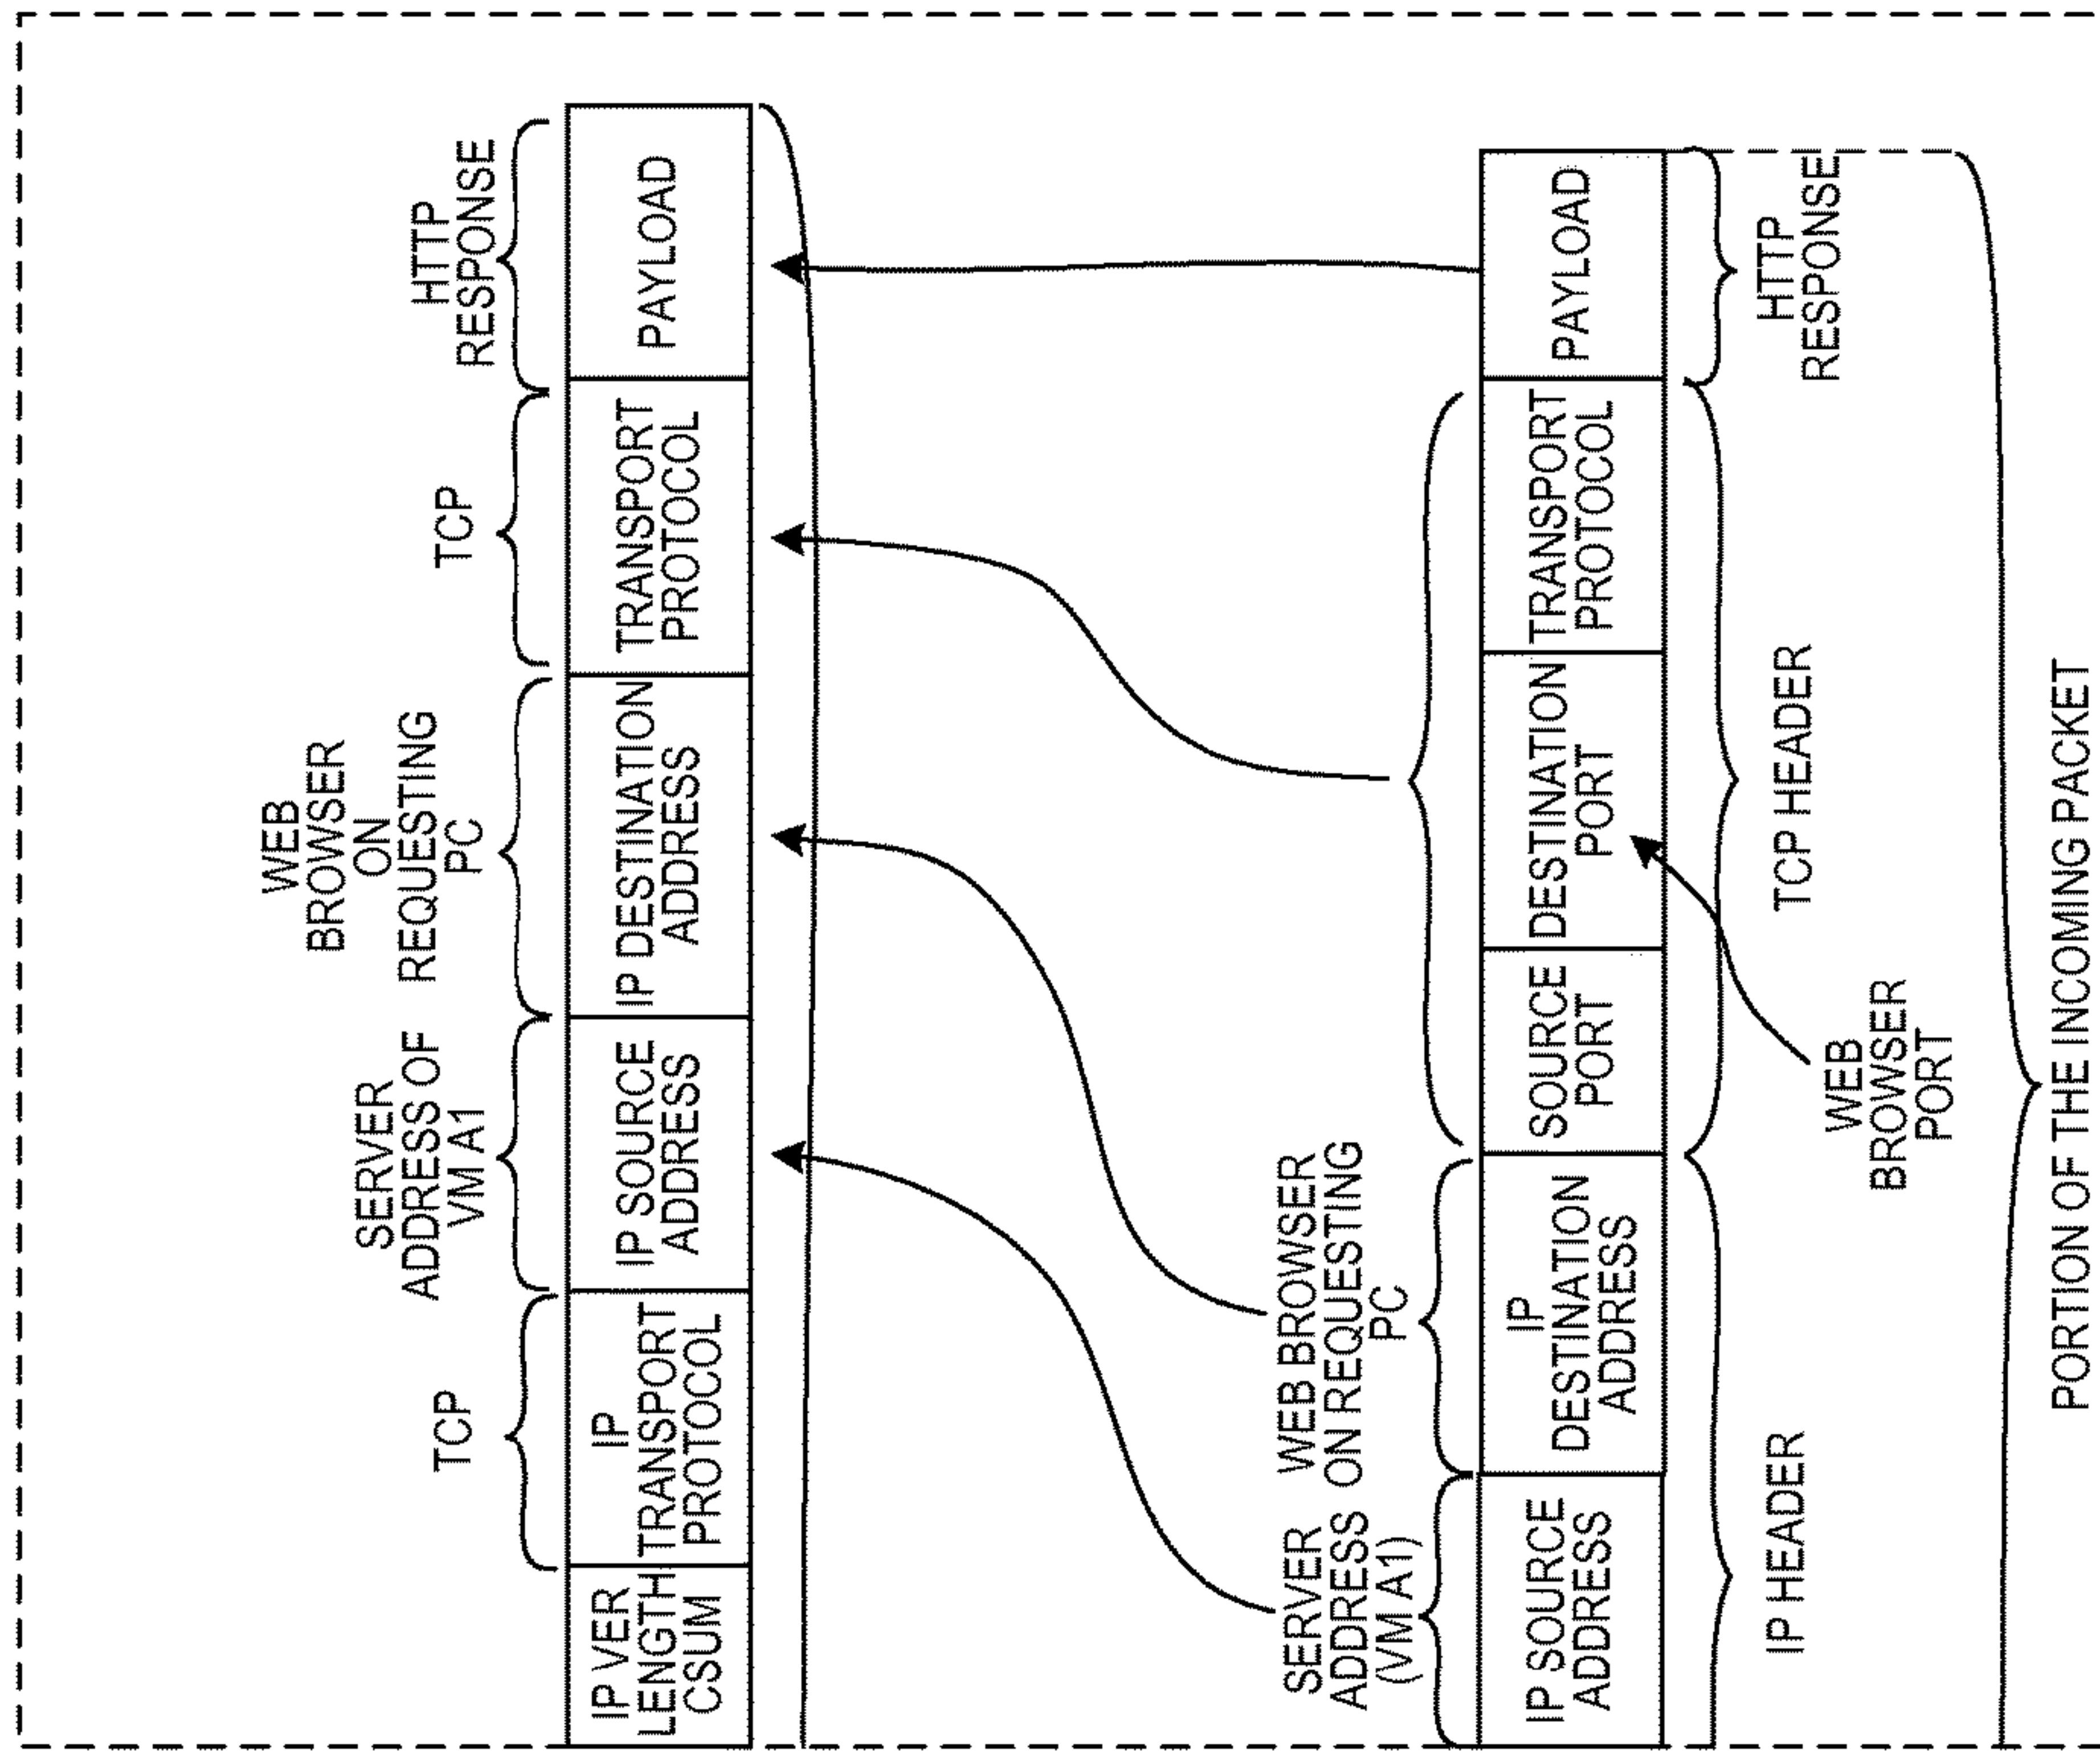 TCP
SERVER
ADDRESS OF
VM A1
WEB
BROWSER
ON
REQUESTING
PC
TCP
HTTP
RESPONSE
IP VER
LENGTH
CSUM
IP
TRANSPORT
PROTOCOL
IP SOURCE
ADDRESS
IP DESTINATION
ADDRESS
TRANSPORT
PROTOCOL
PAYLOAD
SERVER
ADDRESS
(VM A1)
WEB BROWSER
ON REQUESTING
PC
IP SOURCE
ADDRESS
IP
DESTINATION
ADDRESS
SOURCE
PORT
DESTINATION
PORT
TRANSPORT
PROTOCOL
PAYLOAD
IP HEADER
TCP HEADER
HTTP
RESPONSE
WEB
BROWSER
PORT
PORTION OF THE INCOMING PACKET